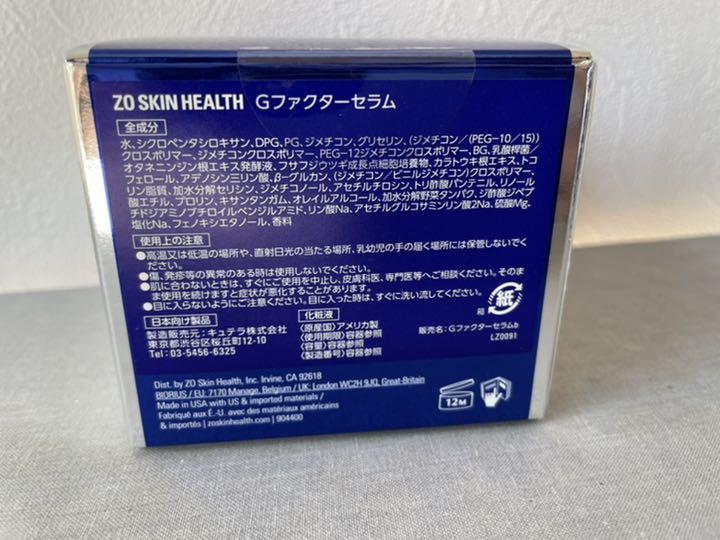 ZO SKIN HEALTH Gファクターセラム
全成分
水、シクロペンタシロキサン、DPG、PG、ジメチコン、グリセリン、(ジメチコン/(PEG-10/15))
クロスポリマー、ジメチコンクロスポリマー、PEG-12ジメチコンクロスポリマー、BG、乳酸桿菌/
オタネニンジン根エキス発酵液、フサフジウツギ成長点細胞培養物、カラトウキ根エキス、トコ
フェロール、アデノシン三リン酸、β-グルカン、(ジメチコン/ビニルジメチコン)クロスポリマー、
リン脂質、加水分解セリシン、ジメチコノール、アセチルチロシン、トリ酢酸パンテニル、リノール
酸エチル、プロリン、キサンタンガム、オレイルアルコール、加水分解野菜タンパク、ジ酢酸ジペプ
チドジアミノブチロイルベンジルアミド、リン酸Na、アセチルグルコサミンリン酸2Na、硫酸Mg、
塩化Na、フェノキシエタノール、香料
使用上の注意
●高温又は低温の場所や、直射日光の当たる場所、乳幼児の手の届く場所には保管しないでく
ださい。
●傷、発疹等の異常のある時は使用しないでください。
●肌に合わないときは、すぐにご使用を中止し、皮膚科医、専門医等へご相談ください。そのま
ま使用を続けますと症状が悪化することがあります。
●目に入らないようにご注意ください。目に入った時は、すぐに洗い流してください。
日本向け製品
製造販売元:キュテラ株式会社
東京都渋谷区桜丘町12-10
Tel: 03-5456-6325
化粧液
〈原産国〉アメリカ製
〈使用期限〉容器参照
〈容量〉容器参照
〈製造番号〉容器参照
紙
箱
販売名:Gファクターセラムb
LZ0091
Dist. by ZO Skin Health, Inc. Irvine, CA 92618
BIORIUS / EU: 7170 Manage, Belgium / UK: London WC2H 9JQ, Great-Britain
Made in USA with US & imported materials /
Fabriqué aux É.-U. avec des matériaux américains
& importés | zoskinhealth.com | 904400
12M